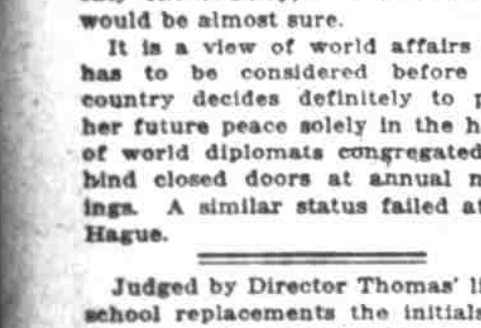 would be almost sure.
It is a view of world affairs
has to be considered before
country decides definitely to p
her future peace solely in the h
of world diplomats congregated
hind closed doors at annual m
ings. A similar status failed at
Hague.
Judged by Director Thomas' li
school replacements the initials